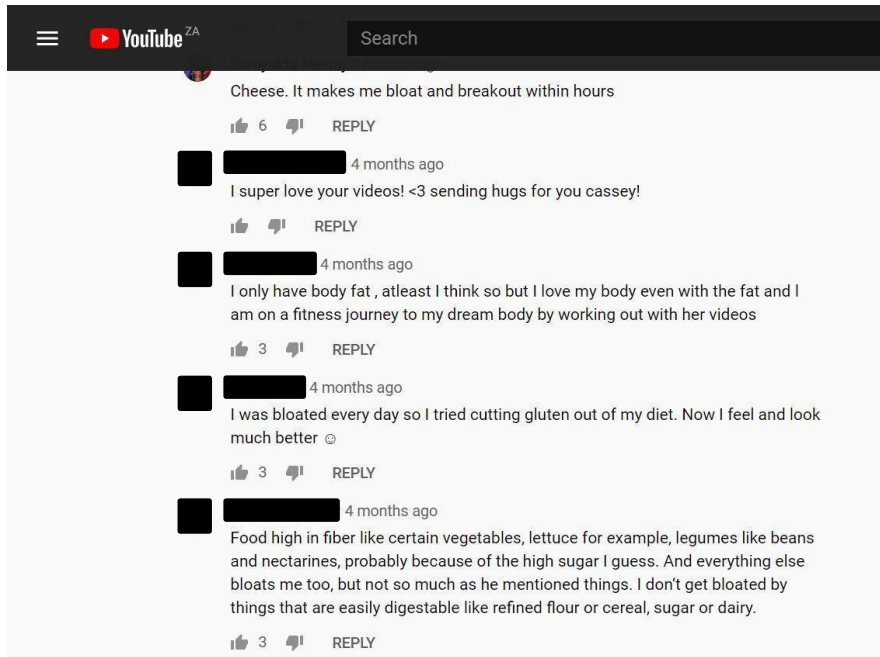 YouTube ZA
Search
Cheese. It makes me bloat and breakout within hours
6 REPLY
4 months ago
I super love your videos! <3 sending hugs for you cassey!
REPLY
4 months ago
I only have body fat , atleast I think so but I love my body even with the fat and I
am on a fitness journey to my dream body by working out with her videos
3 REPLY
4 months ago
I was bloated every day so I tried cutting gluten out of my diet. Now I feel and look
much better ☺
3 REPLY
4 months ago
Food high in fiber like certain vegetables, lettuce for example, legumes like beans
and nectarines, probably because of the high sugar I guess. And everything else
bloats me too, but not so much as he mentioned things. I don't get bloated by
things that are easily digestable like refined flour or cereal, sugar or dairy.
3 REPLY